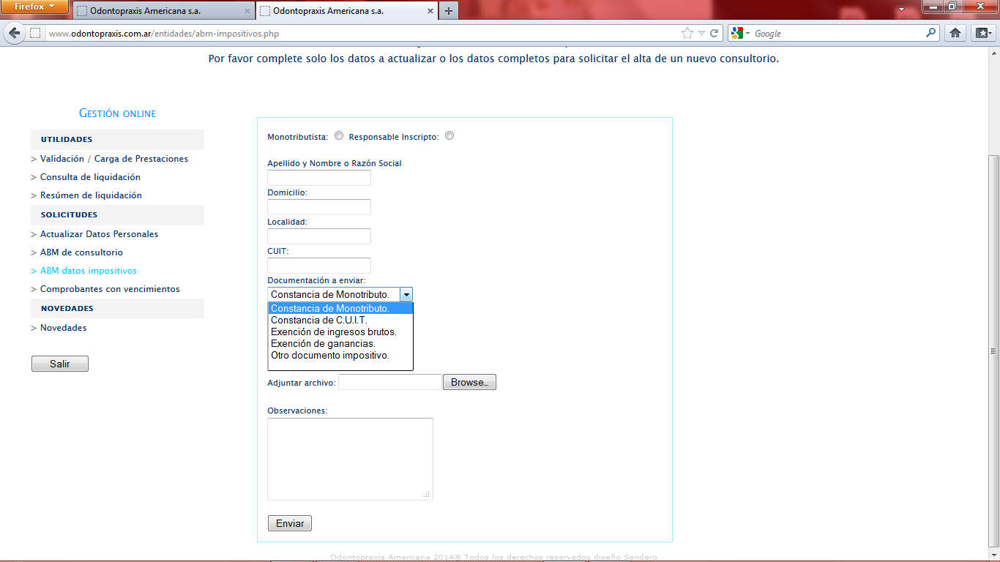 Firefox
Odontopraxis Americana s.a.
Odontopraxis Americana s.a.
www.odontopraxis.com.ar/entidades/abm-impositivos.php
Google
Por favor complete solo los datos a actualizar o los datos completos para solicitar el alta de un nuevo consultorio.
GESTIÓN ONLINE
UTILIDADES
> Validación / Carga de Prestaciones
> Consulta de liquidación
> Resúmen de liquidación
SOLICITUDES
> Actualizar Datos Personales
> ABM de consultorio
> ABM datos impositivos
> Comprobantes con vencimientos
NOVEDADES
> Novedades
Salir
Monotributista: Responsable Inscripto:
Apellido y Nombre o Razón Social
Domicilio:
Localidad:
CUIT:
Documentación a enviar:
Constancia de Monotributo.
Constancia de Monotributo.
Constancia de C.U.I.T.
Exención de ingresos brutos.
Exención de ganancias.
Otro documento impositivo.
Adjuntar archivo: Browse_
Observaciones:
Enviar
Odontopraxis Americana 2014® Todos los derechos reservados diseño Sendero